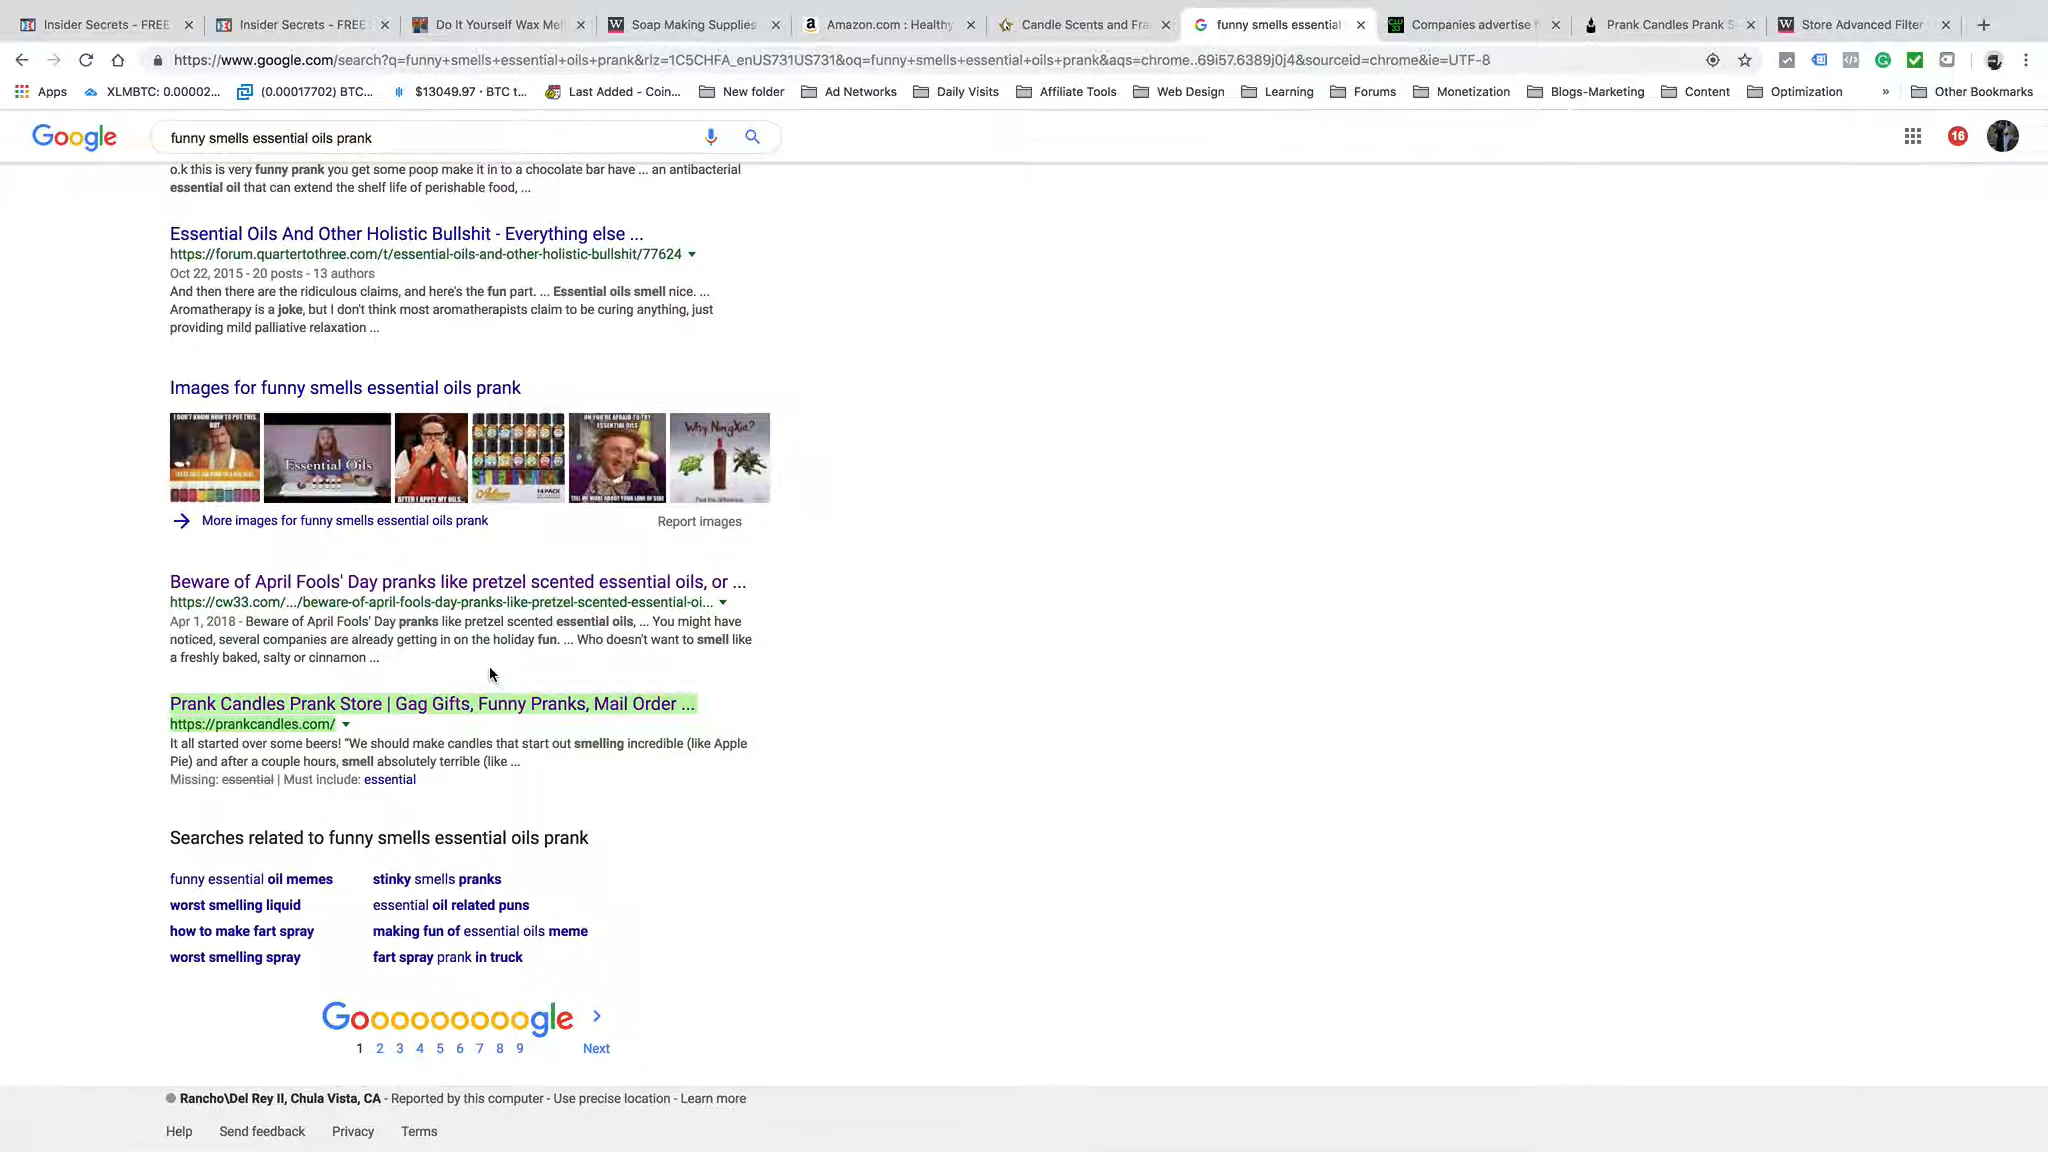 Insider Secrets - FREE
Insider Secrets - FREE
Do It Yourself Wax Mel
Soap Making Supplies
Amazon.com : Healthy
Candle Scents and Fra
funny smells essential
Companies advertise
Prank Candles Prank S
Store Advanced Filter
https://www.google.com/search?q=funny+smells+essential+oils+prank&rlz=1C5CHFA_enUS731US731&oq=funny+smells+essential+oils+prank&aqs=chrome..69i57.6389j0j4&sourceid=chrome&ie=UTF-8
Apps XLMBTC: 0.00002... (0.00017702) BTC... $13049.97 · BTC t... Last Added - Coin... New folder Ad Networks Daily Visits Affiliate Tools Web Design Learning Forums Monetization Blogs-Marketing Content Optimization » Other Bookmarks
Google funny smells essential oils prank 16
o.k this is very funny prank you get some poop make it in to a chocolate bar have ... an antibacterial
essential oil that can extend the shelf life of perishable food, ...
Essential Oils And Other Holistic Bullshit - Everything else ...
https://forum.quartertothree.com/t/essential-oils-and-other-holistic-bullshit/77624
Oct 22, 2015 - 20 posts - 13 authors
And then there are the ridiculous claims, and here's the fun part. ... Essential oils smell nice. ...
Aromatherapy is a joke, but I don't think most aromatherapists claim to be curing anything, just
providing mild palliative relaxation ...
Images for funny smells essential oils prank
I DON'T KNOW HOW TO PUT THIS
BUT
Essential Oils
AFTER I APPLY MY OILS...
14 PACK
ESSENTIAL OILS
Why NingXia?
More images for funny smells essential oils prank
Report images
Beware of April Fools' Day pranks like pretzel scented essential oils, or ...
https://cw33.com/.../beware-of-april-fools-day-pranks-like-pretzel-scented-essential-oi...
Apr 1, 2018 - Beware of April Fools' Day pranks like pretzel scented essential oils, ... You might have
noticed, several companies are already getting in on the holiday fun. ... Who doesn't want to smell like
a freshly baked, salty or cinnamon ...
Prank Candles Prank Store | Gag Gifts, Funny Pranks, Mail Order ...
https://prankcandles.com/
It all started over some beers! "We should make candles that start out smelling incredible (like Apple
Pie) and after a couple hours, smell absolutely terrible (like ...
Missing: essential | Must include: essential
Searches related to funny smells essential oils prank
funny essential oil memes stinky smells pranks
worst smelling liquid essential oil related puns
how to make fart spray making fun of essential oils meme
worst smelling spray fart spray prank in truck
Gooooooooogle
1 2 3 4 5 6 7 8 9 Next
Rancho\Del Rey II, Chula Vista, CA - Reported by this computer - Use precise location - Learn more
Help Send feedback Privacy Terms